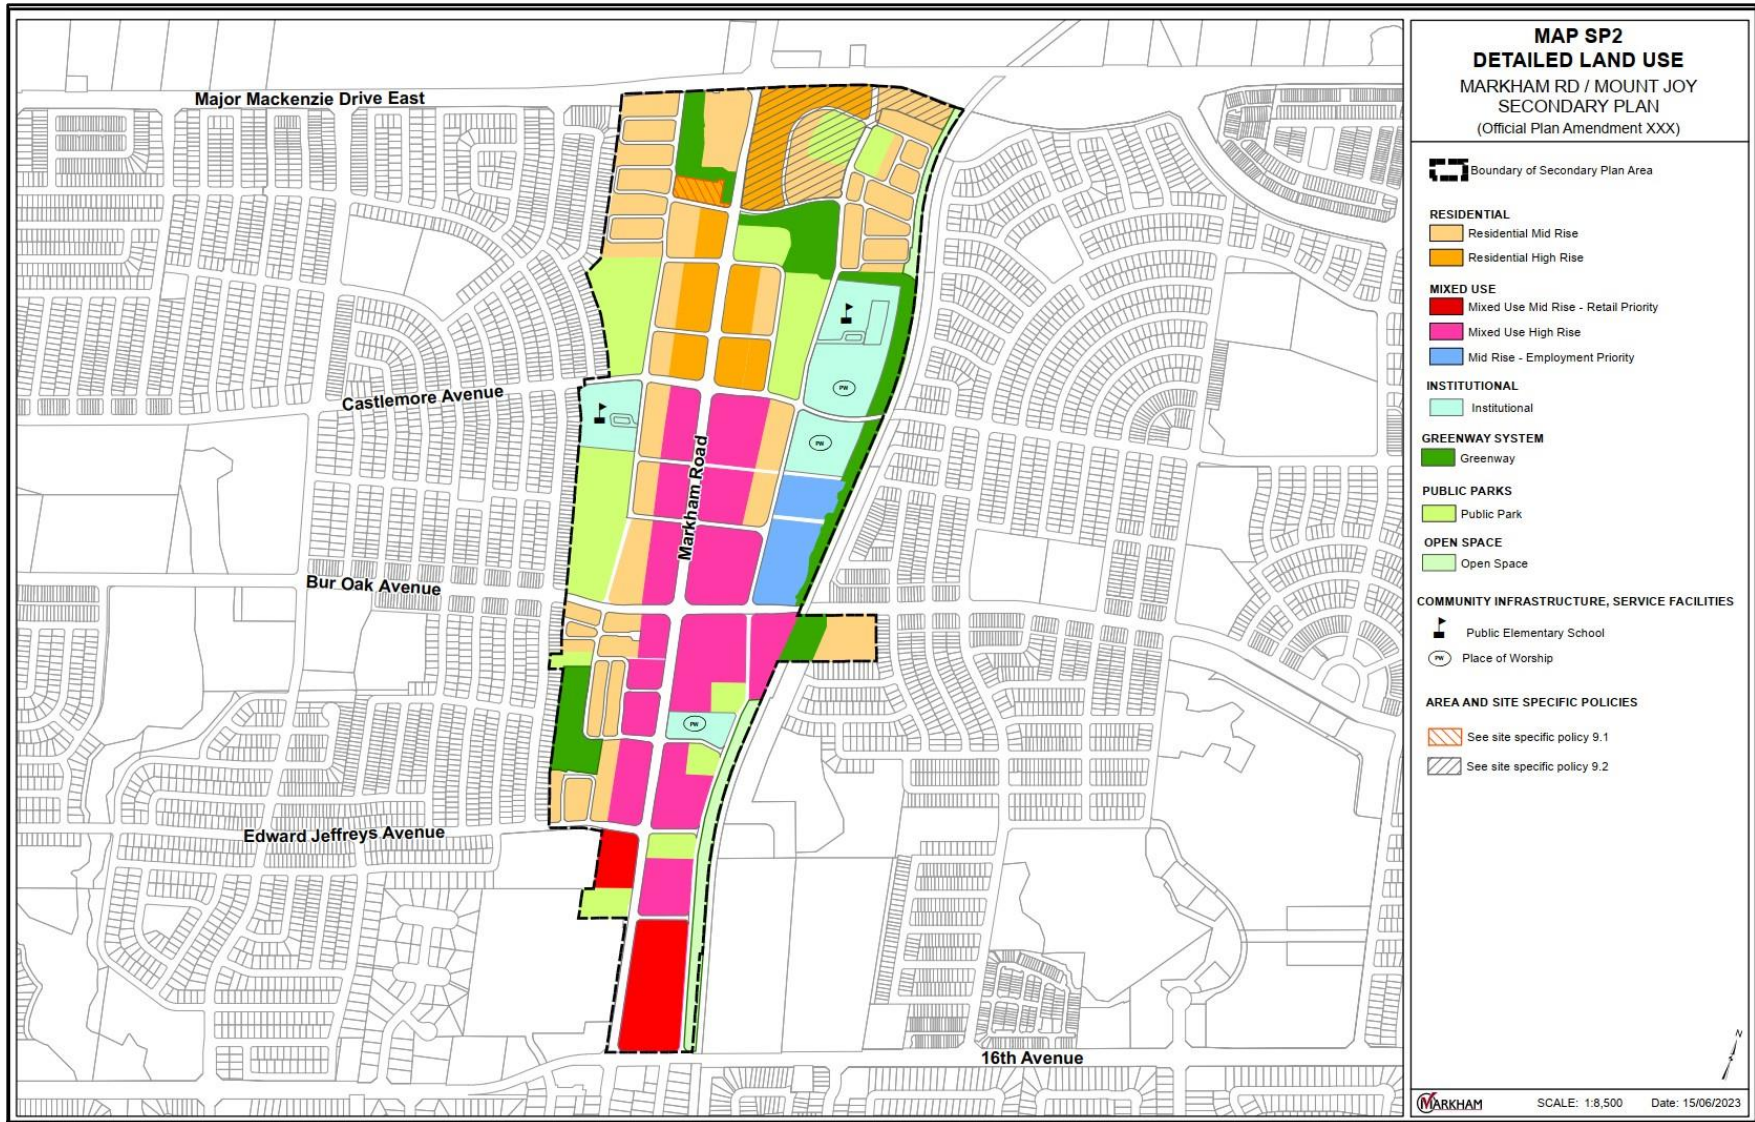 Major Mackenzie Drive East
Castlemore Avenue
Markham Road
Bur Oak Avenue
Edward Jeffreys Avenue
16th Avenue
PW
PW
PW
MAP SP2
DETAILED LAND USE
MARKHAM RD / MOUNT JOY
SECONDARY PLAN
(Official Plan Amendment XXX)
Boundary of Secondary Plan Area
RESIDENTIAL
Residential Mid Rise
Residential High Rise
MIXED USE
Mixed Use Mid Rise - Retail Priority
Mixed Use High Rise
Mid Rise - Employment Priority
INSTITUTIONAL
Institutional
GREENWAY SYSTEM
Greenway
PUBLIC PARKS
Public Park
OPEN SPACE
Open Space
COMMUNITY INFRASTRUCTURE, SERVICE FACILITIES
Public Elementary School
PW Place of Worship
AREA AND SITE SPECIFIC POLICIES
See site specific policy 9.1
See site specific policy 9.2
N
MARKHAM SCALE: 1:8,500 Date: 15/06/2023